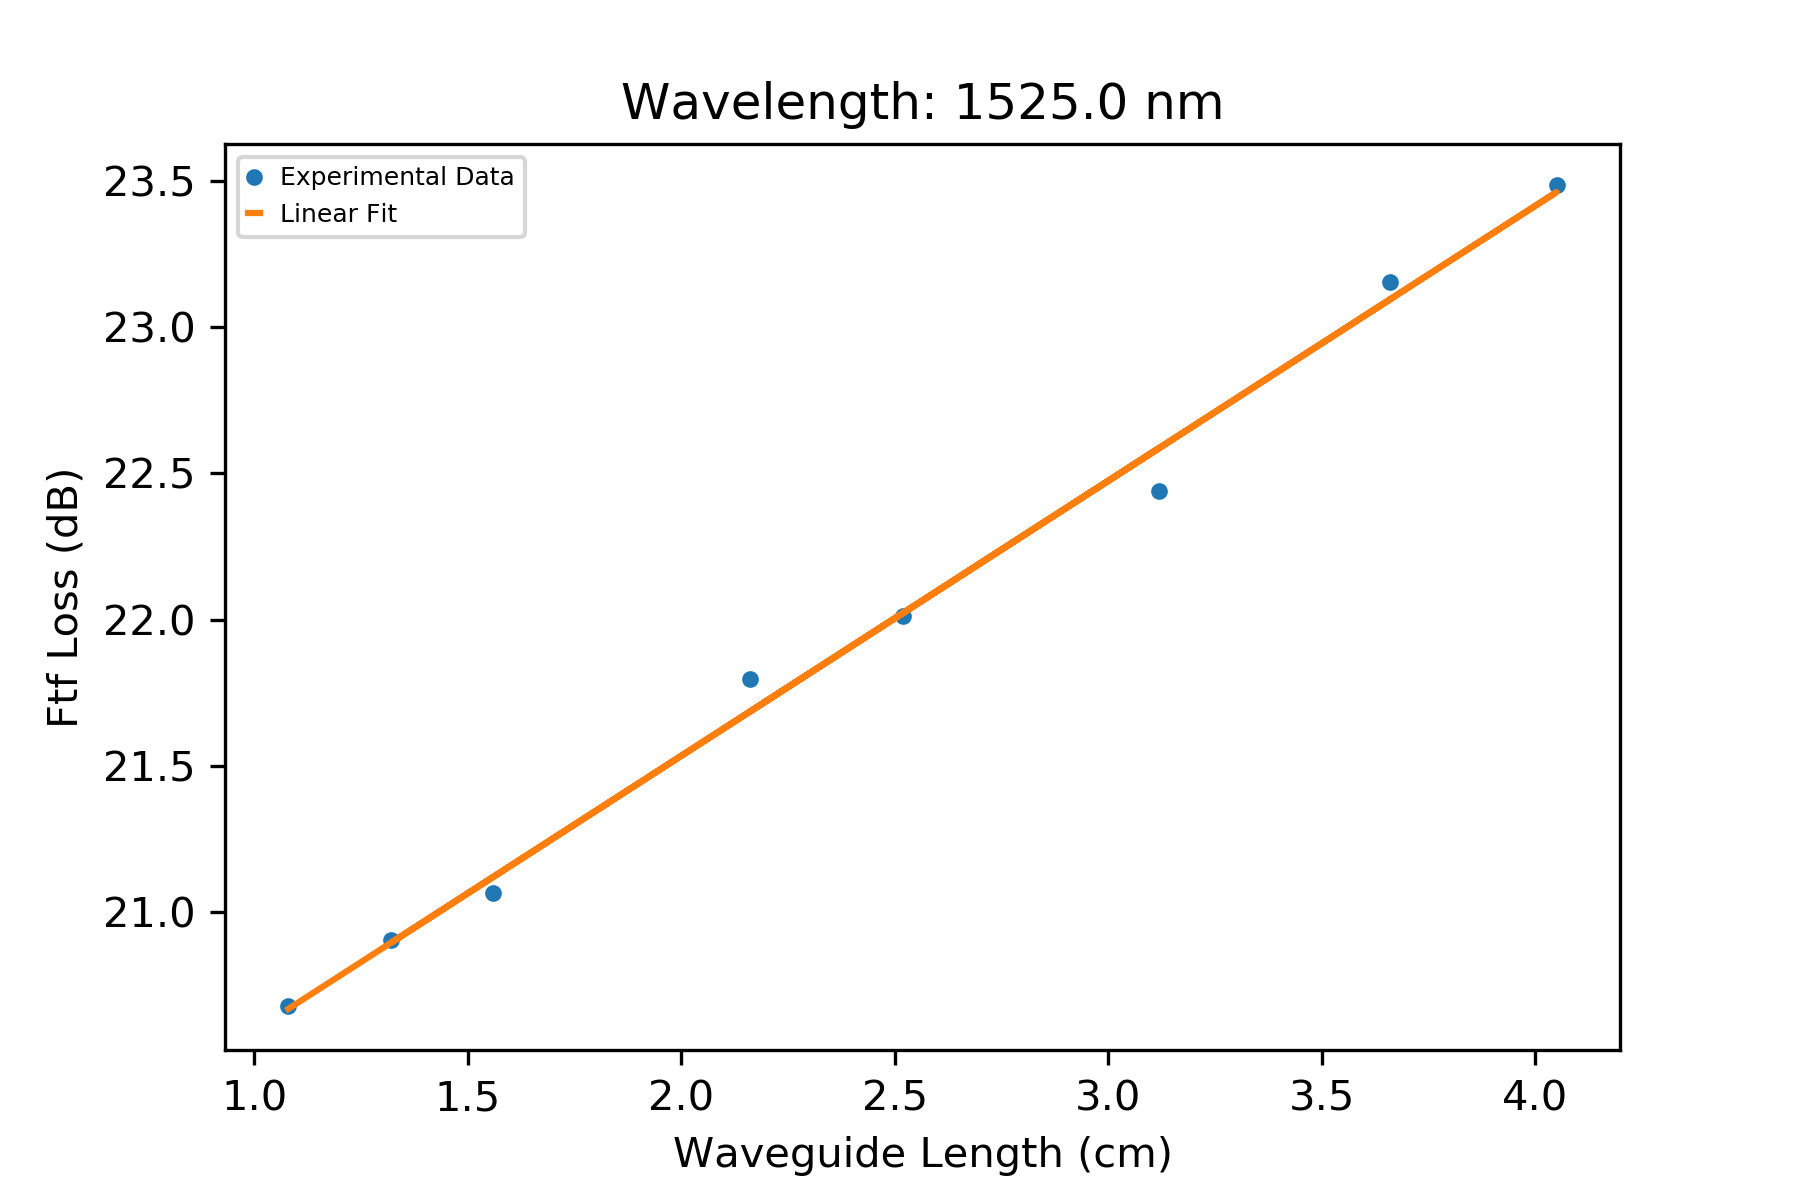 Wavelength: 1525.0 nm
Experimental Data
Linear Fit
23.5
23.0
22.5
22.0
21.5
21.0
Ftf Loss (dB)
1.0 1.5 2.0 2.5 3.0 3.5 4.0
Waveguide Length (cm)